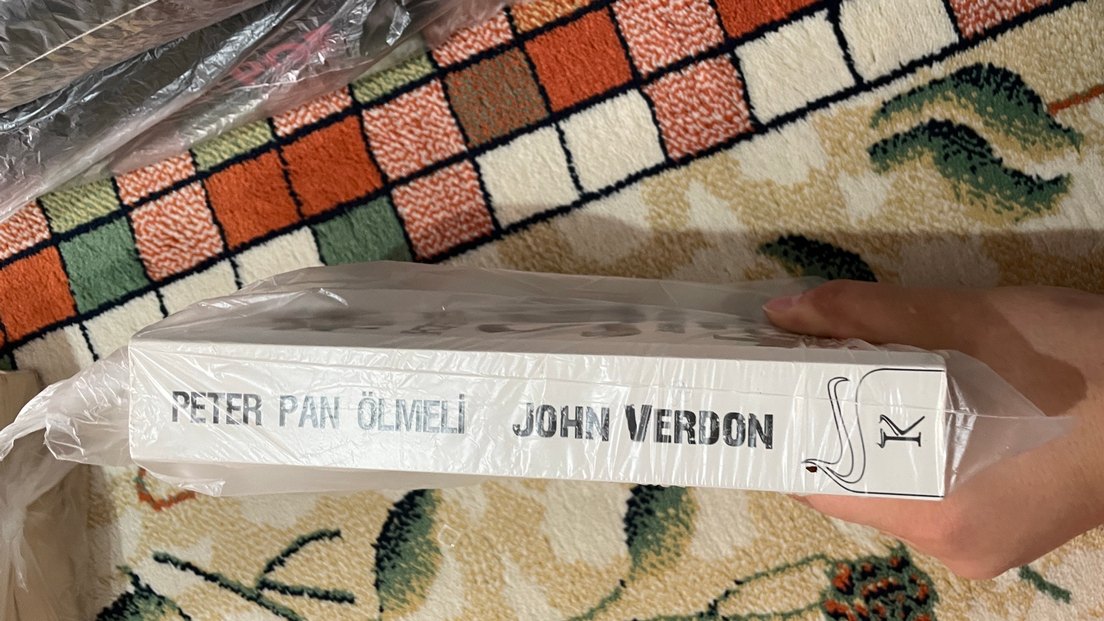 PETER PAN ÖLMELİ JOHN VERDON
K